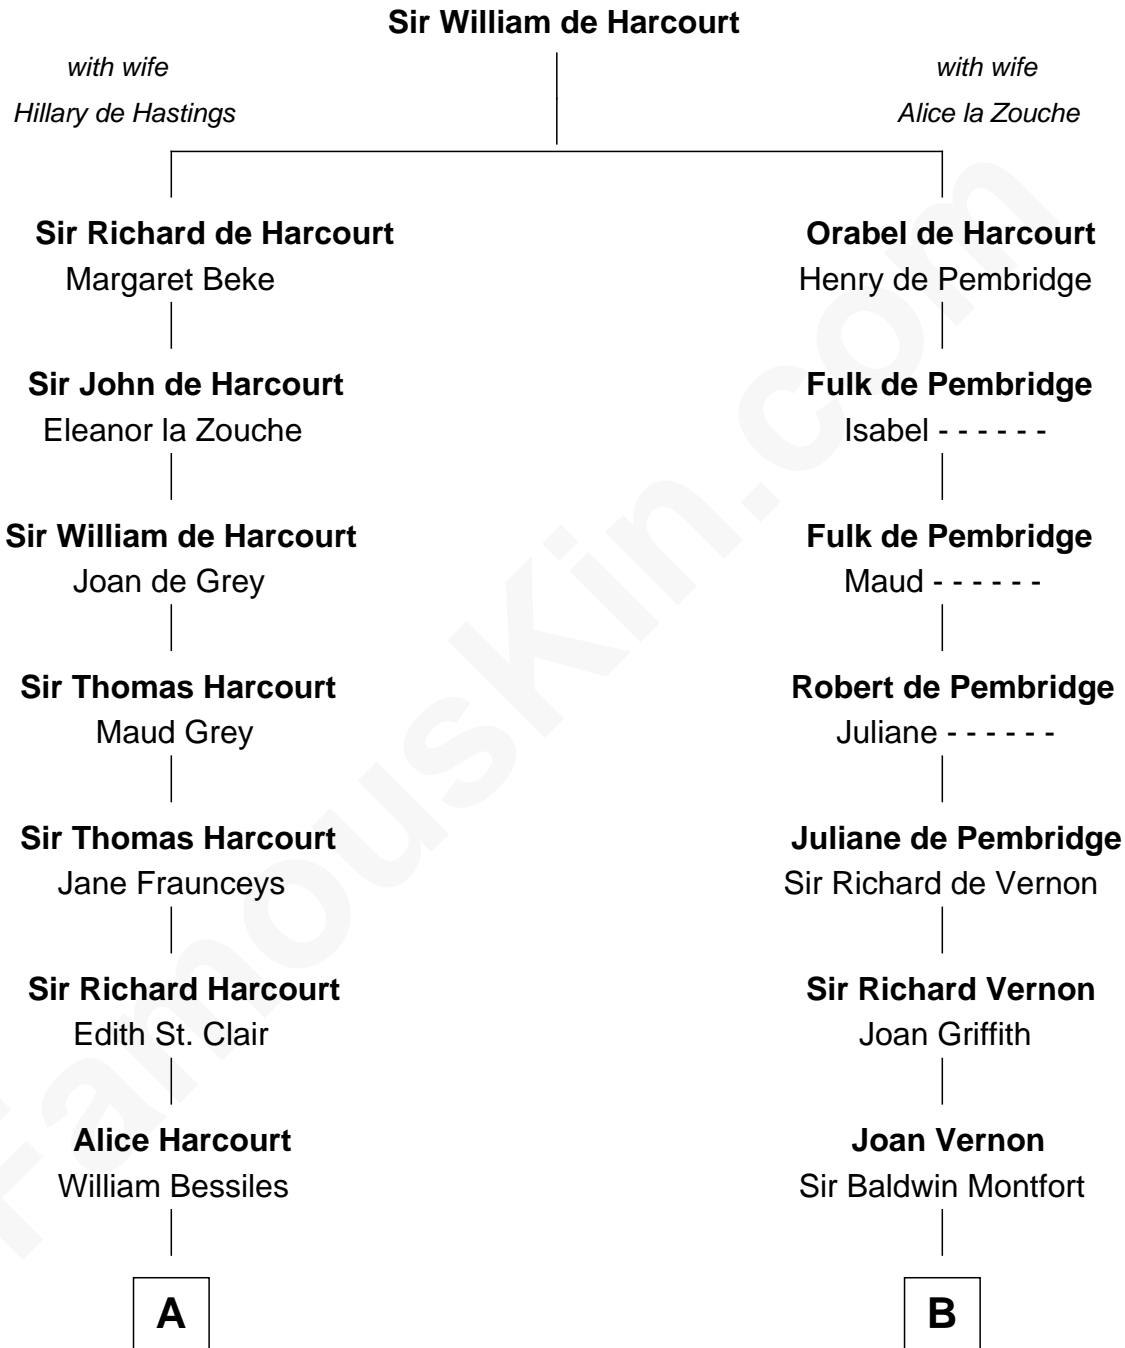 Sir William de Harcourt
with wife
Hillary de Hastings
with wife
Alice la Zouche
Sir Richard de Harcourt
Margaret Beke
Orabel de Harcourt
Henry de Pembridge
Sir John de Harcourt
Eleanor la Zouche
Fulk de Pembridge
Isabel - - - - - -
Sir William de Harcourt
Joan de Grey
Fulk de Pembridge
Maud - - - - - -
Sir Thomas Harcourt
Maud Grey
Robert de Pembridge
Juliane - - - - - -
Sir Thomas Harcourt
Jane Fraunceys
Juliane de Pembridge
Sir Richard de Vernon
Sir Richard Harcourt
Edith St. Clair
Sir Richard Vernon
Joan Griffith
Alice Harcourt
William Bessiles
Joan Vernon
Sir Baldwin Montfort
A
B
FamousKin.com